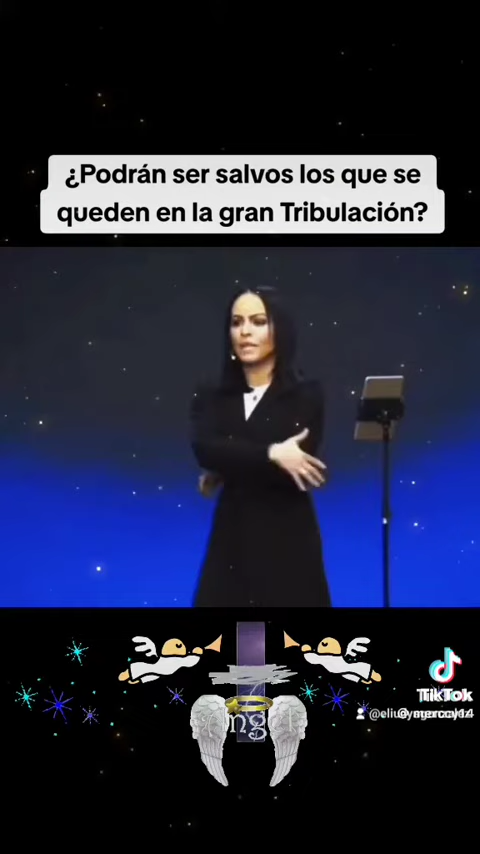 ¿Podrán ser salvos los que se
queden en la gran Tribulación?
TikTok